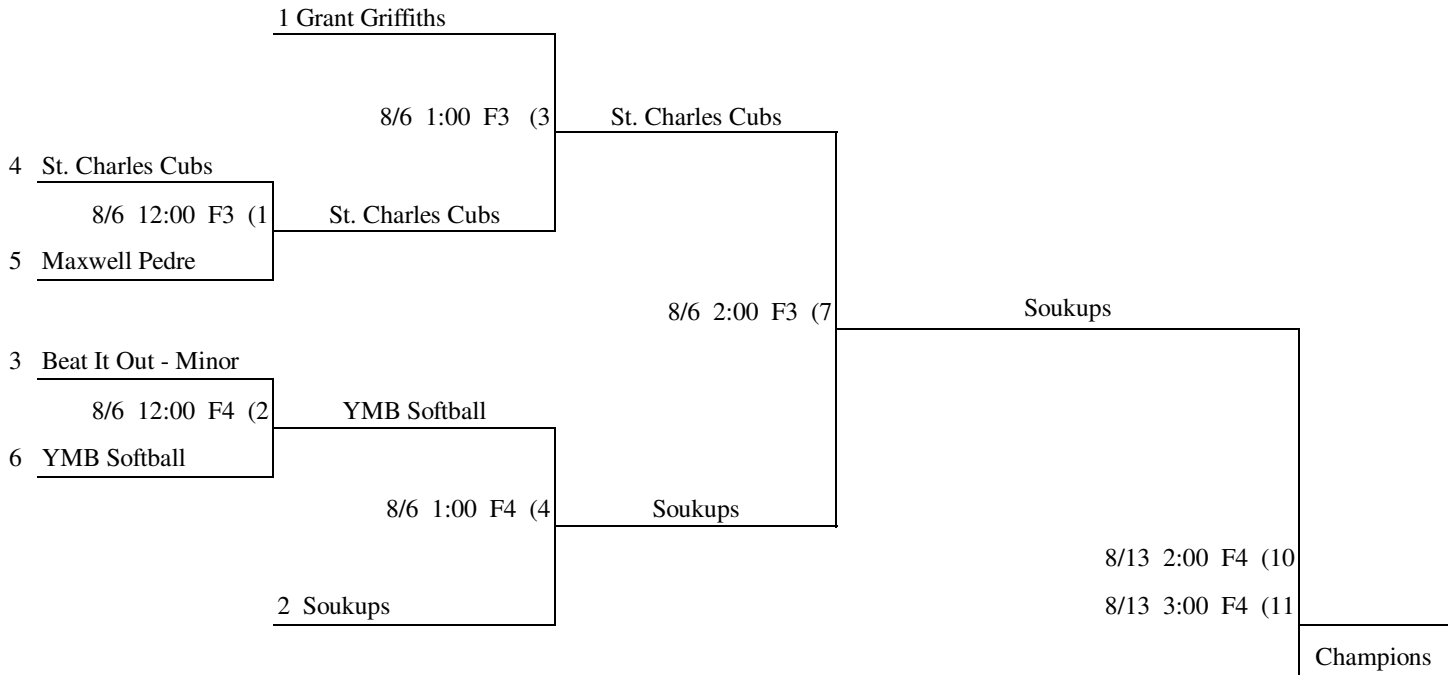 1 Grant Griffiths
8/6 1:00 F3 (3
St. Charles Cubs
4 St. Charles Cubs
8/6 12:00 F3 (1
St. Charles Cubs
5 Maxwell Pedre
8/6 2:00 F3 (7
Soukups
3 Beat It Out - Minor
8/6 12:00 F4 (2
YMB Softball
6 YMB Softball
8/6 1:00 F4 (4
Soukups
8/13 2:00 F4 (10
2 Soukups
8/13 3:00 F4 (11
Champions